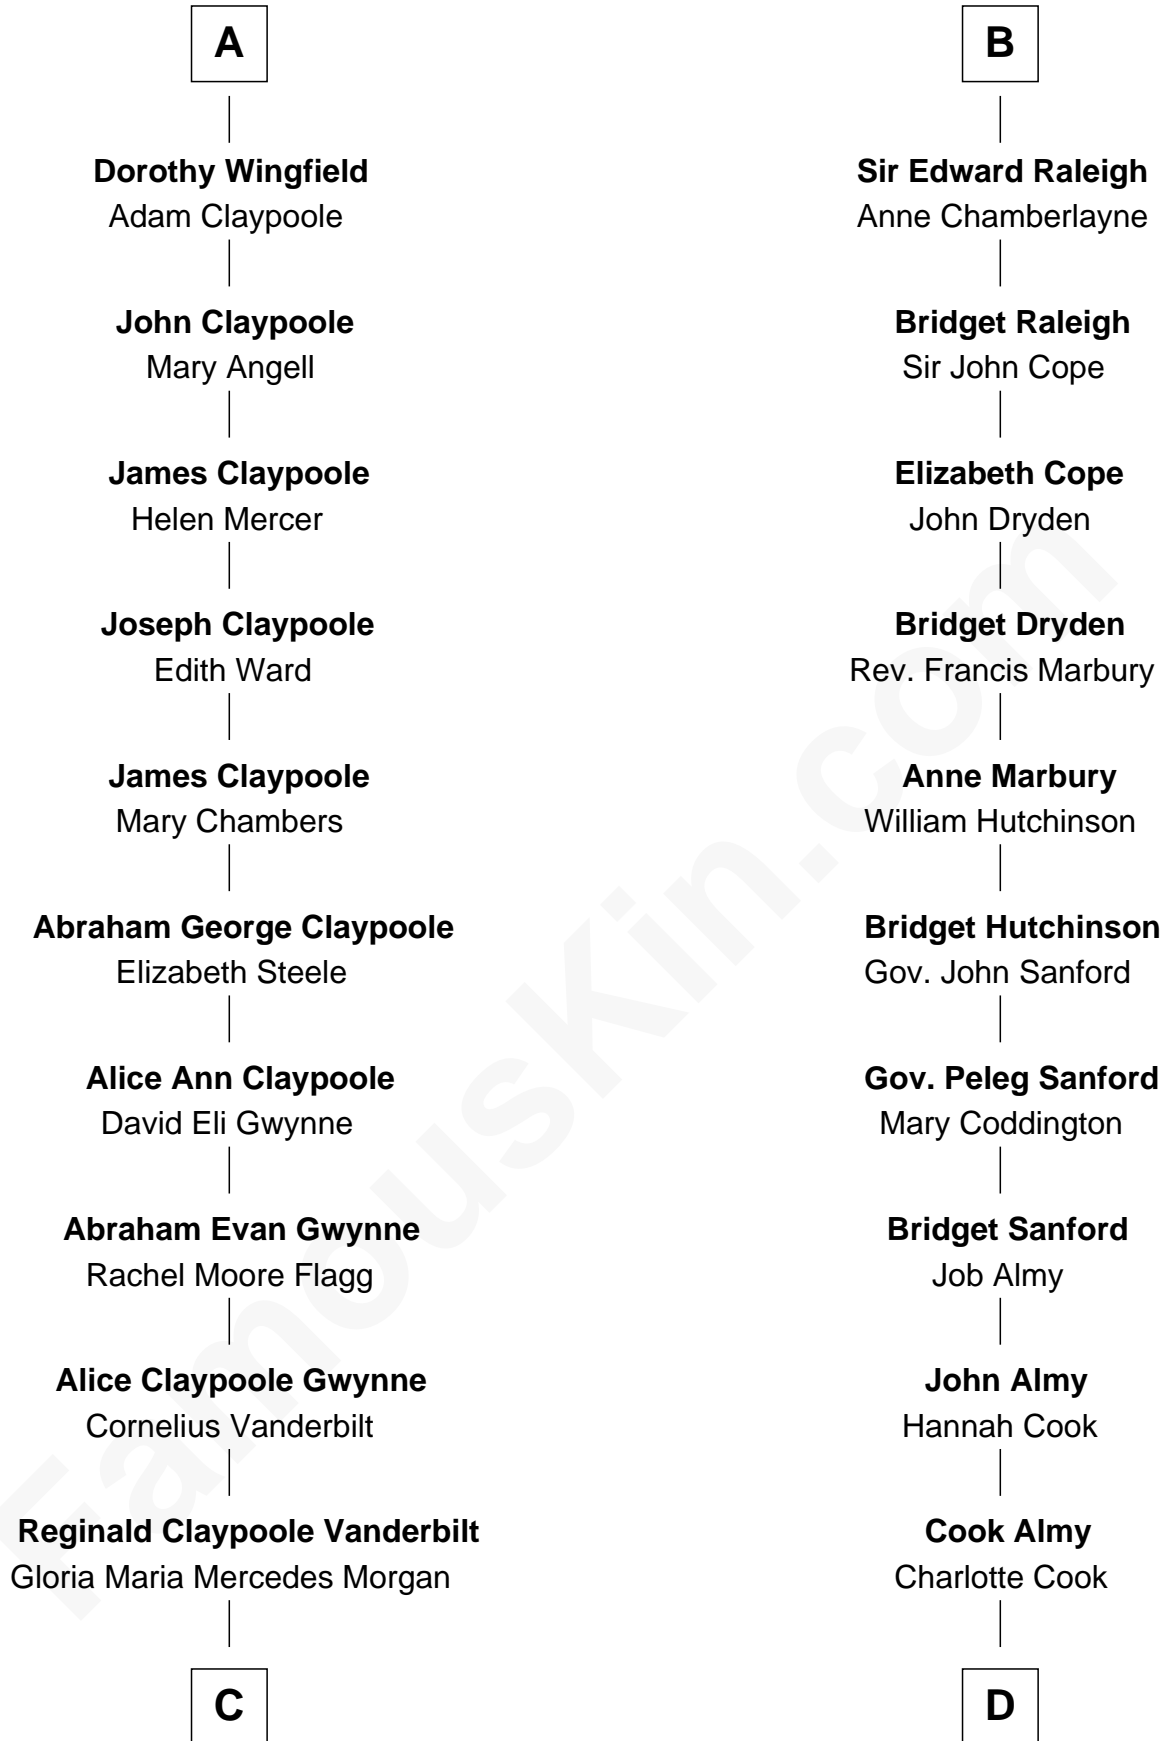 A
Dorothy Wingfield
Adam Claypoole
John Claypoole
Mary Angell
James Claypoole
Helen Mercer
Joseph Claypoole
Edith Ward
James Claypoole
Mary Chambers
Abraham George Claypoole
Elizabeth Steele
Alice Ann Claypoole
David Eli Gwynne
Abraham Evan Gwynne
Rachel Moore Flagg
Alice Claypoole Gwynne
Cornelius Vanderbilt
Reginald Claypoole Vanderbilt
Gloria Maria Mercedes Morgan
C
B
Sir Edward Raleigh
Anne Chamberlayne
Bridget Raleigh
Sir John Cope
Elizabeth Cope
John Dryden
Bridget Dryden
Rev. Francis Marbury
Anne Marbury
William Hutchinson
Bridget Hutchinson
Gov. John Sanford
Gov. Peleg Sanford
Mary Coddington
Bridget Sanford
Job Almy
John Almy
Hannah Cook
Cook Almy
Charlotte Cook
D
FamousKin.com